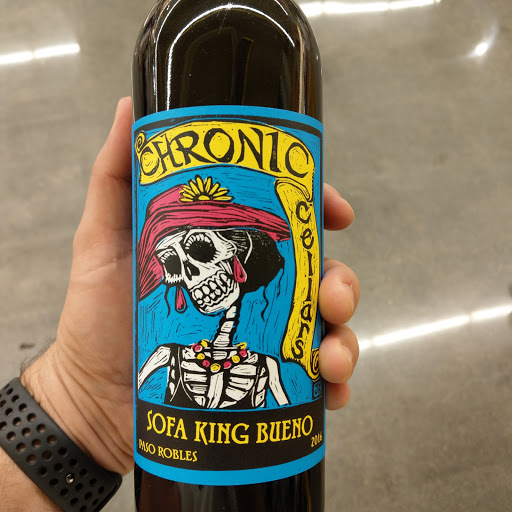 CHRONIC
Cellars
SOFA KING BUENO
PASO ROBLES 2016